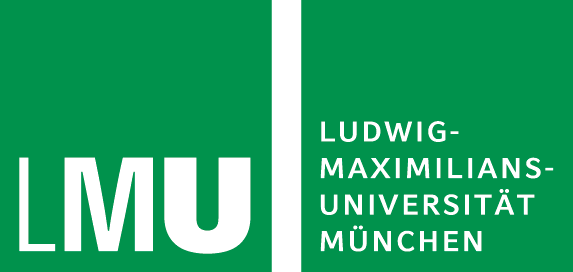 LMU
LUDWIG-
MAXIMILIANS-
UNIVERSITÄT
MÜNCHEN